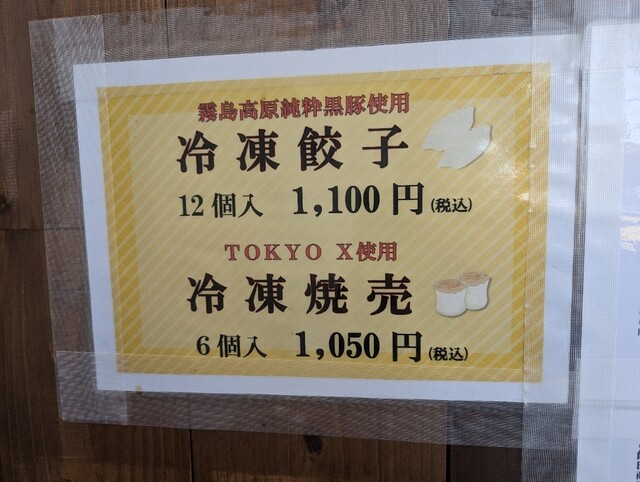 霧島高原純粋黒豚使用
冷凍餃子
12個入 1,100円(税込)
TOKYO X使用
冷凍焼売
6個入 1,050円(税込)